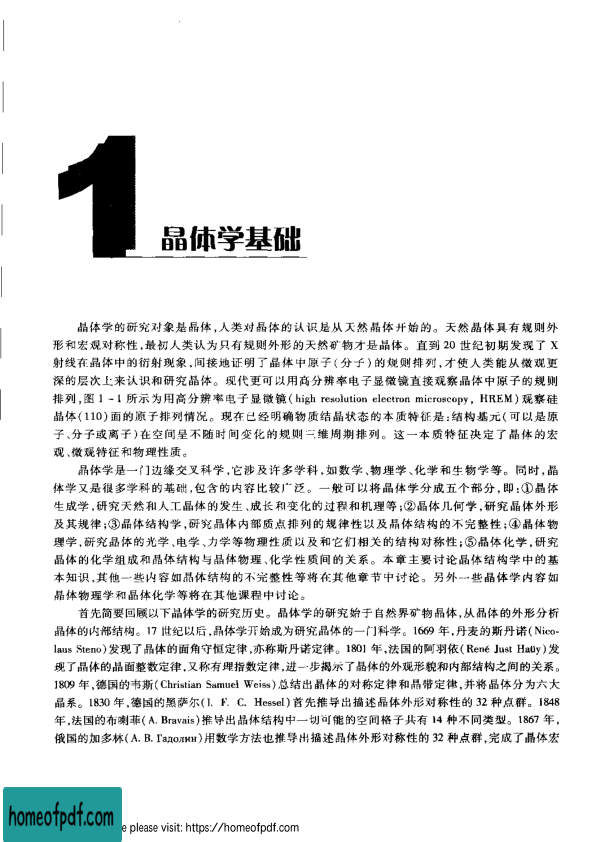 1
晶体学基础
晶体学的研究对象是晶体,人类对晶体的认识是从天然晶体开始的。天然晶体具有规则外
形和宏观对称性,最初人类认为只有规则外形的天然矿物才是晶体。直到 20 世纪初期发现了 X
射线在晶体中的衍射现象,间接地证明了晶体中原子(分子)的规则排列,才使人类能从微观更
深的层次上来认识和研究晶体。现代更可以用高分辨率电子显微镜直接观察晶体中原子的规则
排列,图 1-1 所示为用高分辨率电子显微镜(high resolution electron microscopy, HREM)观察硅
晶体(110)面的原子排列情况。现在已经明确物质结晶状态的本质特征是:结构基元(可以是原
子、分子或离子)在空间呈不随时间变化的规则三维周期排列。这一本质特征决定了晶体的宏
观、微观特征和物理性质。
晶体学是一门边缘交叉科学,它涉及许多学科,如数学、物理学、化学和生物学等。同时,晶
体学又是很多学科的基础,包含的内容比较广泛。一般可以将晶体学分成五个部分,即:①晶体
生成学,研究天然和人工晶体的发生、成长和变化的过程和机理等;②晶体几何学,研究晶体外形
及其规律;③晶体结构学,研究晶体内部质点排列的规律性以及晶体结构的不完整性;④晶体物
理学,研究晶体的光学、电学、力学等物理性质以及和它们相关的结构对称性;⑤晶体化学,研究
晶体的化学组成和晶体结构与晶体物理、化学性质间的关系。本章主要讨论晶体结构学中的基
本知识,其他一些内容如晶体结构的不完整性等将在其他章节中讨论。另外一些晶体学内容如
晶体物理学和晶体化学等将在其他课程中讨论。
首先简要回顾以下晶体学的研究历史。晶体学的研究始于自然界矿物晶体,从晶体的外形分析
晶体的内部结构。17 世纪以后,晶体学开始成为研究晶体的一门科学。1669 年,丹麦的斯丹诺(Nico-
laus Steno)发现了晶体的面角守恒定律,亦称斯丹诺定律。1801 年,法国的阿羽依(René Just Haüy)发
现了晶体的晶面整数定律,又称有理指数定律,进一步揭示了晶体的外观形貌和内部结构之间的关系。
1809 年,德国的韦斯(Christian Samuel Weiss)总结出晶体的对称定律和晶带定律,并将晶体分为六大
晶系。1830 年,德国的黑萨尔(J. F. C. Hessel)首先推导出描述晶体外形对称性的 32 种点群。1848
年,法国的布喇菲(A. Bravais)推导出晶体结构中一切可能的空间格子共有 14 种不同类型。1867 年,
俄国的加多林(А. В. Гадолин)用数学方法也推导出描述晶体外形对称性的 32 种点群,完成了晶体宏
homeofpdf.com
e please visit: https://homeofpdf.com